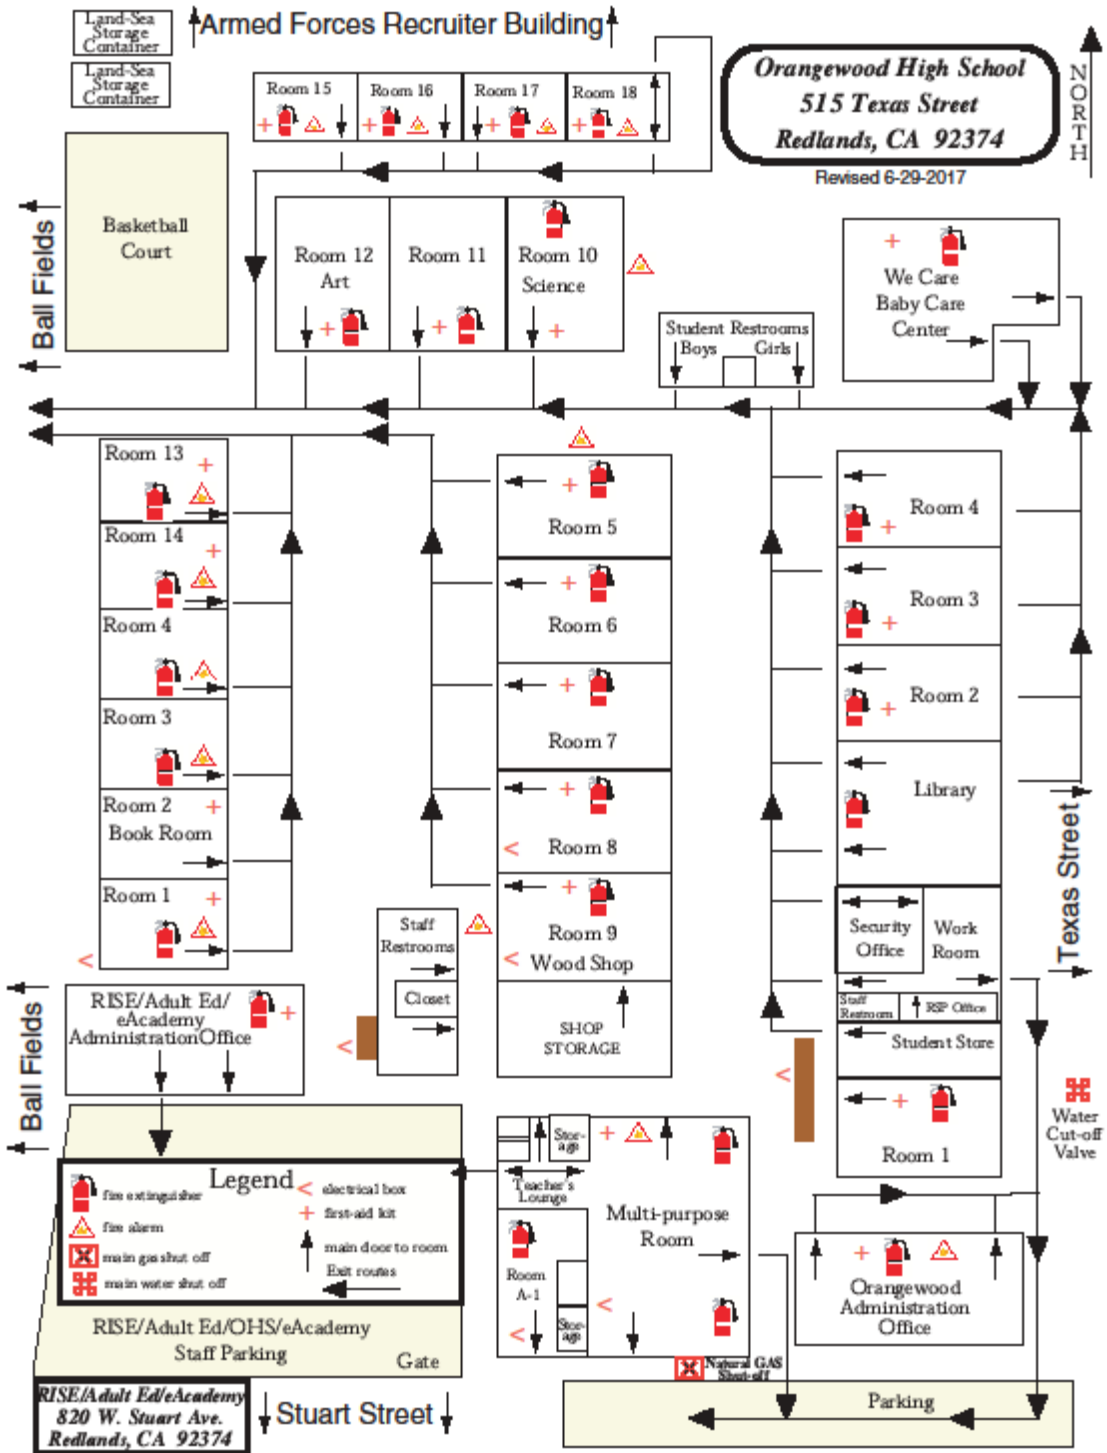 Land-Sea
Storage
Container
Land-Sea
Storage
Container
Armed Forces Recruiter Building
Orangewood High School
515 Texas Street
Redlands, CA 92374
Revised 6-29-2017
NORTH
Room 15
Room 16
Room 17
Room 18
Ball Fields
Basketball
Court
Room 12
Art
Room 11
Room 10
Science
We Care
Baby Care
Center
Student Restrooms
Boys
Girls
Room 13
Room 14
Room 4
Room 3
Room 2
Book Room
Room 1
Room 5
Room 6
Room 7
Room 8
Room 9
Wood Shop
SHOP
STORAGE
Staff
Restrooms
Closet
Room 4
Room 3
Room 2
Library
Security
Office
Work
Room
Staff
Restroom
RSP Office
Student Store
Room 1
Texas Street
Water
Cut-off
Valve
Ball Fields
RISE/Adult Ed/
eAcademy
AdministrationOffice
Legend
fire extinguisher
fire alarm
main gas shut off
main water shut off
electrical box
first-aid kit
main door to room
Exit routes
RISE/Adult Ed/OHS/eAcademy
Staff Parking
Gate
RISE/Adult Ed/eAcademy
820 W. Stuart Ave.
Redlands, CA 92374
Stuart Street
Stor-
age
Teacher's
Lounge
Multi-purpose
Room
Room
A-1
Stor-
age
Natural GAS
Shut-off
Orangewood
Administration
Office
Parking